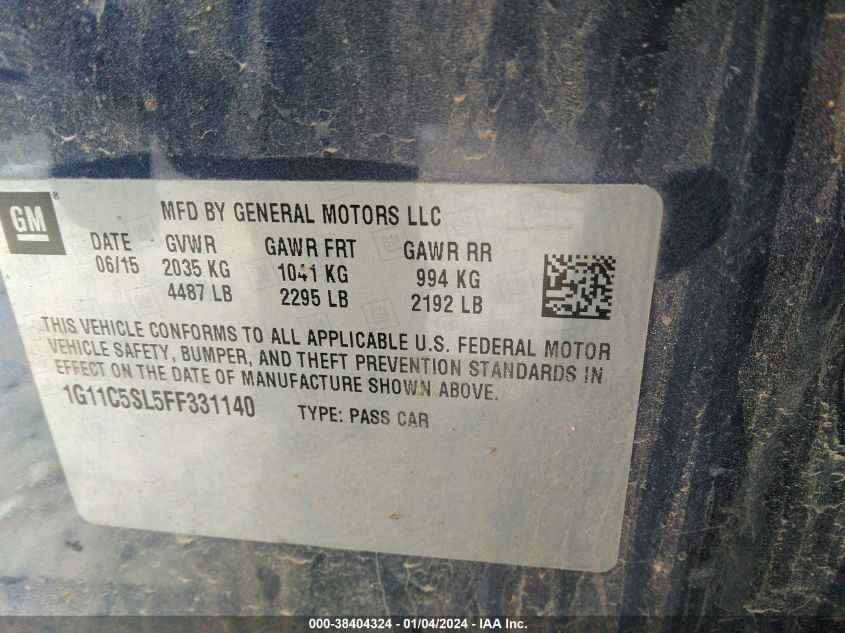 GM®
MFD BY GENERAL MOTORS LLC
DATE GVWR GAWR FRT GAWR RR
06/15 2035 KG 1041 KG 994 KG
4487 LB 2295 LB 2192 LB
THIS VEHICLE CONFORMS TO ALL APPLICABLE U.S. FEDERAL MOTOR
VEHICLE SAFETY, BUMPER, AND THEFT PREVENTION STANDARDS IN
EFFECT ON THE DATE OF MANUFACTURE SHOWN ABOVE.
1G11C5SL5FF331140 TYPE: PASS CAR
000-38404324 - 01/04/2024 - IAA Inc.